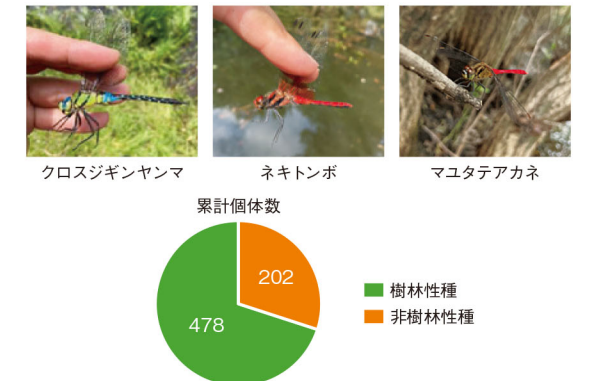 クロスジギンヤンマ
ネキトンボ
マユタテアカネ
累計個体数
202
478
樹林性種
非樹林性種